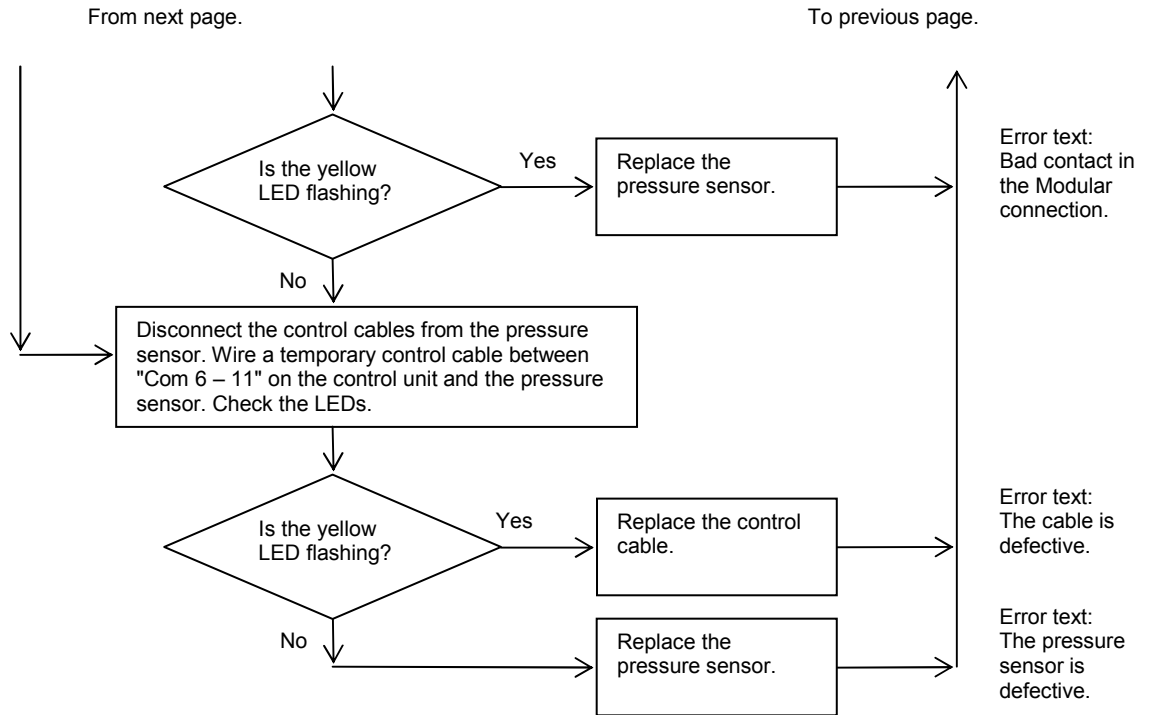 From next page.
To previous page.
Is the yellow
LED flashing?
Yes
Replace the
pressure sensor.
Error text:
Bad contact in
the Modular
connection.
No
Disconnect the control cables from the pressure
sensor. Wire a temporary control cable between
"Com 6 – 11" on the control unit and the pressure
sensor. Check the LEDs.
Is the yellow
LED flashing?
Yes
Replace the control
cable.
Error text:
The cable is
defective.
No
Replace the
pressure sensor.
Error text:
The pressure
sensor is
defective.